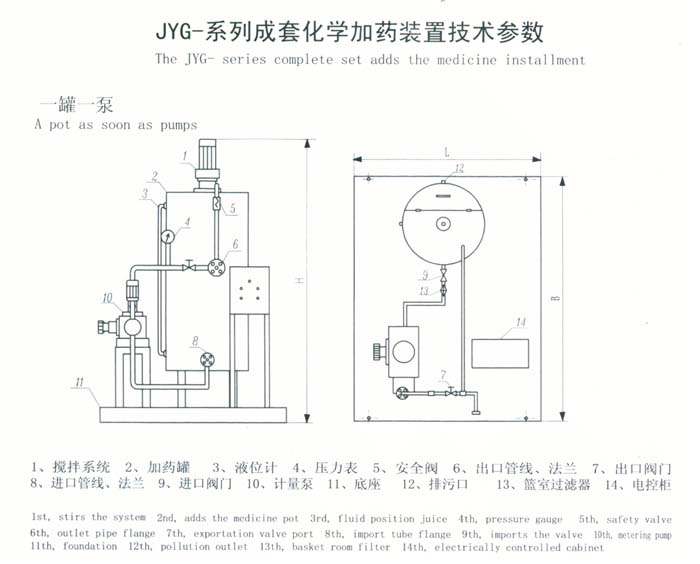 JYG-系列成套化学加药装置技术参数
The JYG- series complete set adds the medicine installment
一罐一泵
A pot as soon as pumps
L
12
1
2
3
4
5
6
H
9
13
B
10
14
8
7
11
1、搅拌系统 2、加药罐 3、液位计 4、压力表 5、安全阀 6、出口管线、法兰 7、出口阀门
8、进口管线、法兰 9、进口阀门 10、计量泵 11、底座 12、排污口 13、篮室过滤器 14、电控柜
1st, stirs the system 2nd, adds the medicine pot 3rd, fluid position juice 4th, pressure gauge 5th, safety valve
6th, outlet pipe flange 7th, exportation valve port 8th, import tube flange 9th, imports the valve 10th, metering pump
11th, foundation 12th, pollution outlet 13th, basket room filter 14th, electrically controlled cabinet